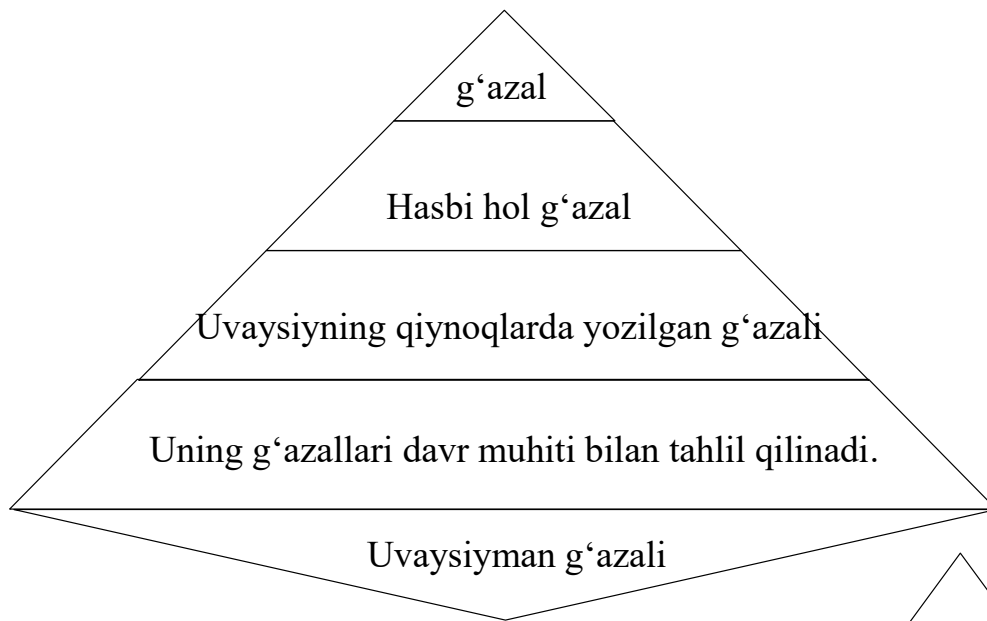 g‘azal
Hasbi hol g‘azal
Uvaysiyning qiynoqlarda yozilgan g‘azali
Uning g‘azallari davr muhiti bilan tahlil qilinadi.
Uvaysiyman g‘azali